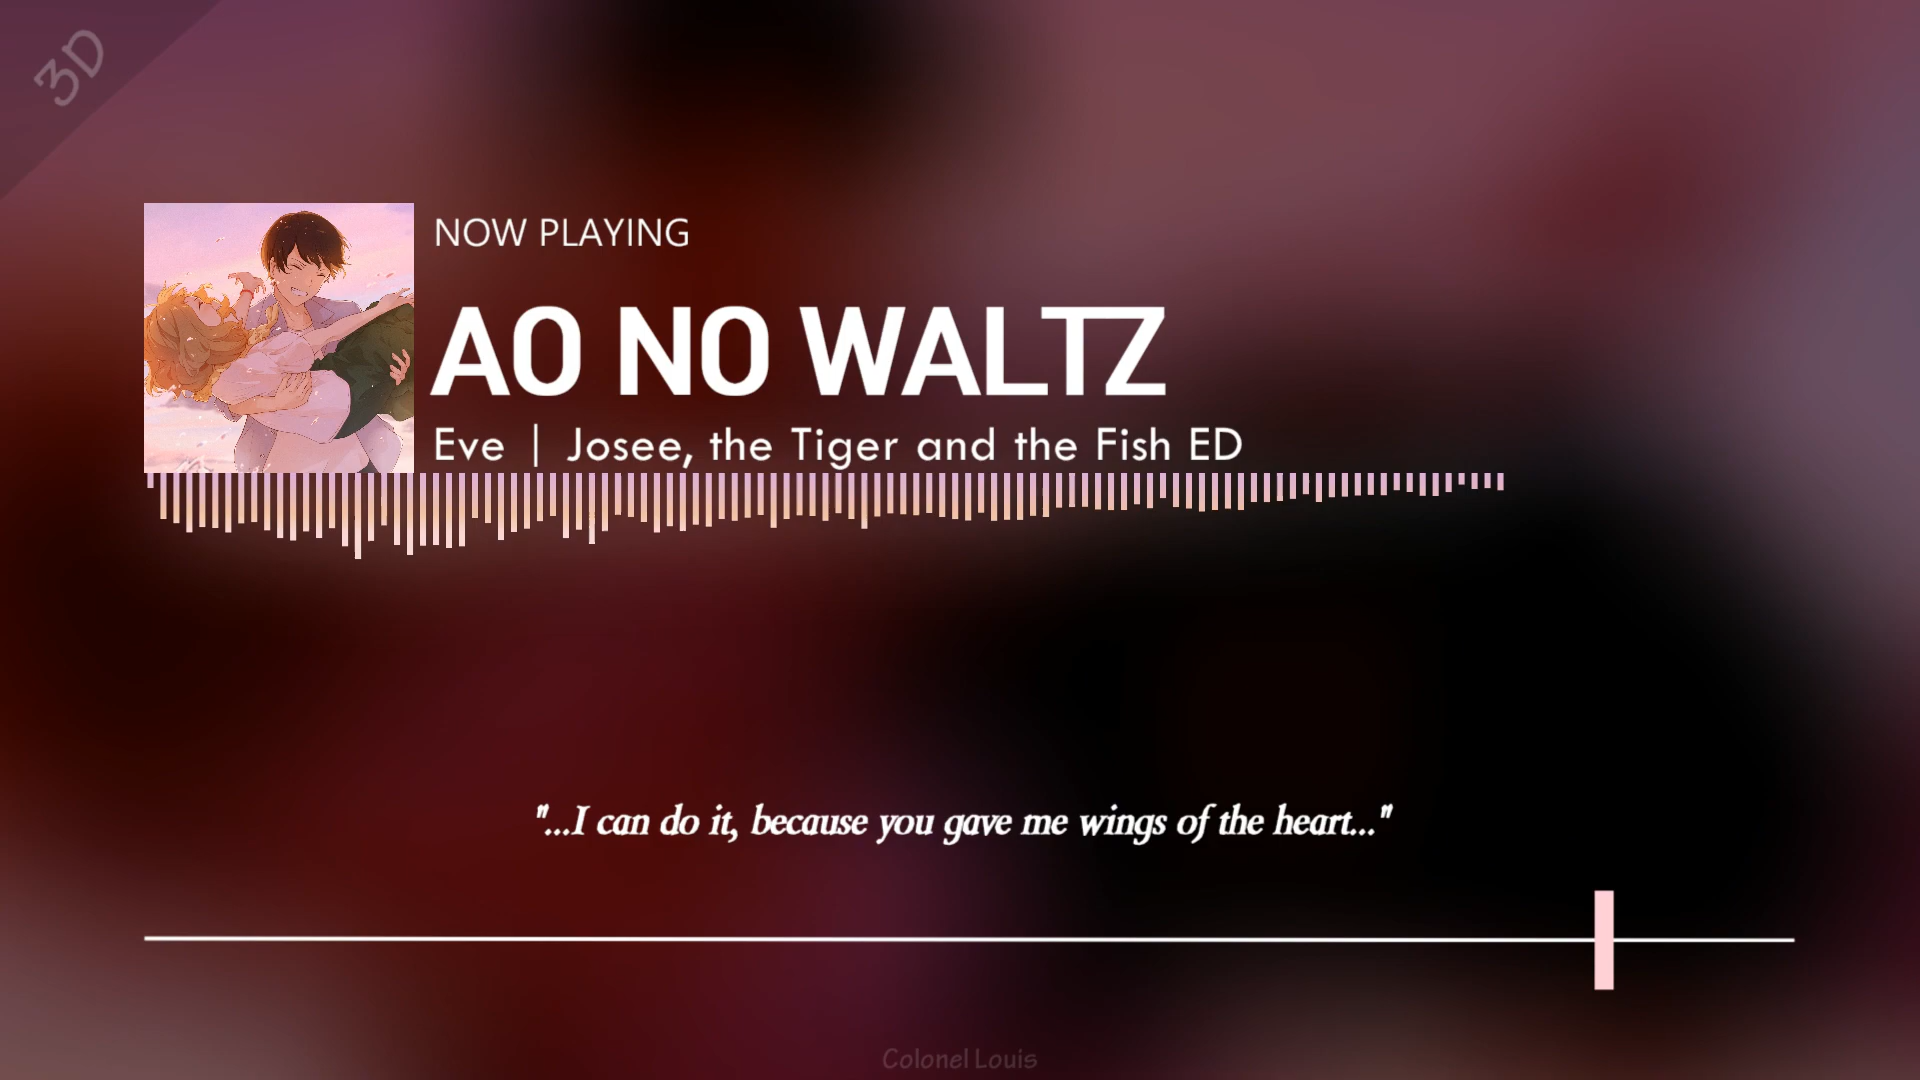 3D
NOW PLAYING
AO NO WALTZ
Eve | Josee, the Tiger and the Fish ED
"...I can do it, because you gave me wings of the heart..."
Colonel Louis